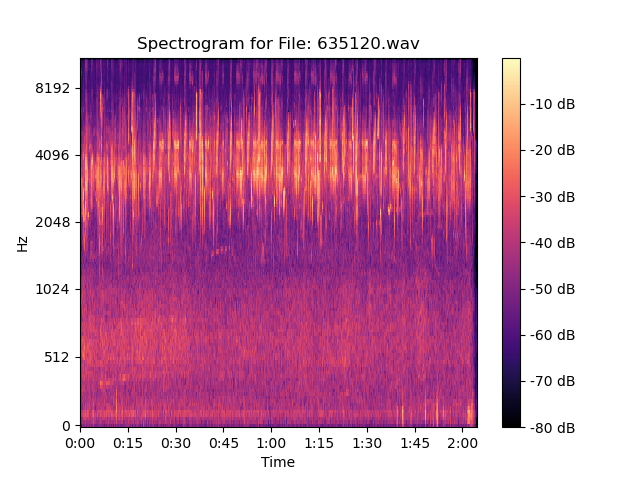 Spectrogram for File: 635120.wav
8192
4096
2048
1024
512
0
Hz
0:00
0:15
0:30
0:45
1:00
1:15
1:30
1:45
2:00
Time
-10 dB
-20 dB
-30 dB
-40 dB
-50 dB
-60 dB
-70 dB
-80 dB